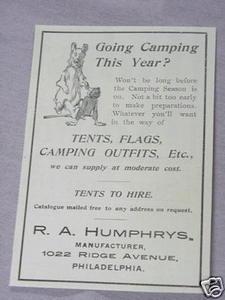 Going Camping
This Year?
Won't be long before
the Camping Season is
on. Not a bit too early
to make preparations.
Whatever you'll want
in the way of
TENTS, FLAGS,
CAMPING OUTFITS, Etc.,
we can supply at moderate cost.
TENTS TO HIRE.
Catalogue mailed free to any address on request.
R. A. HUMPHRYS,
MANUFACTURER,
1022 RIDGE AVENUE,
PHILADELPHIA.